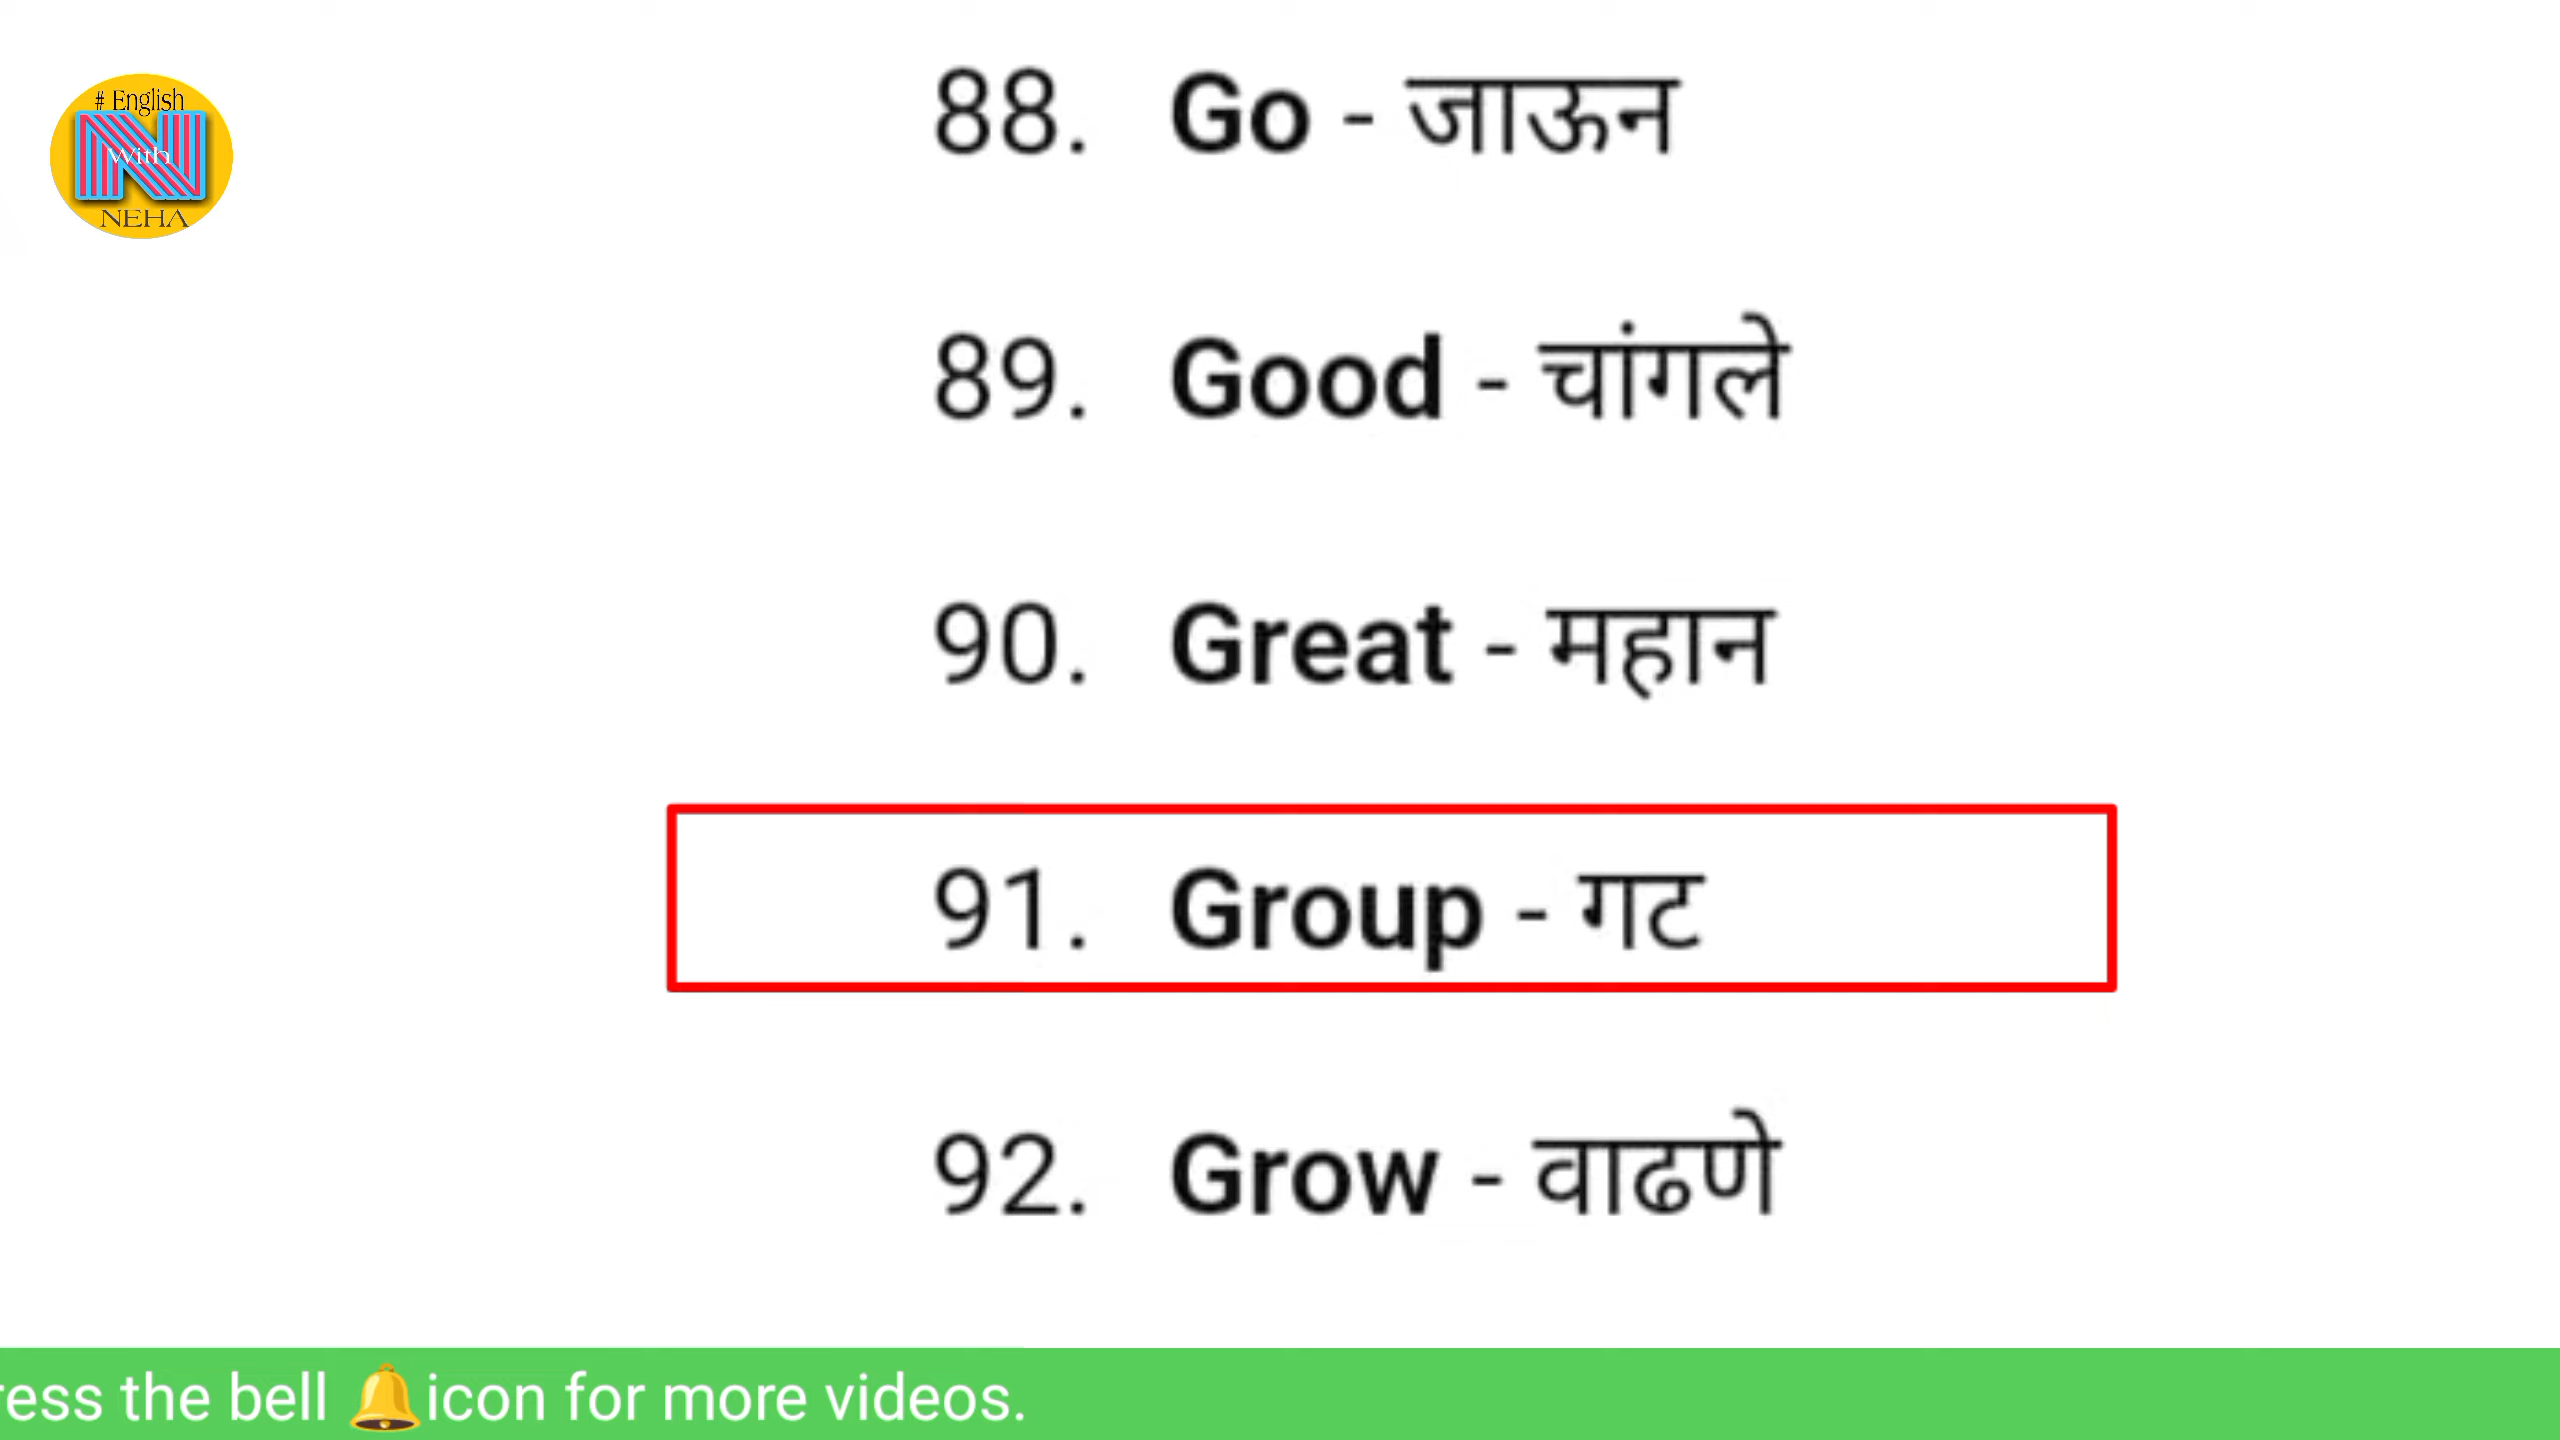 # English
With
NEHA
88. Go - जाऊन
89. Good - चांगले
90. Great - महान
91. Group - गट
92. Grow - वाढणे
ress the bell 🔔icon for more videos.